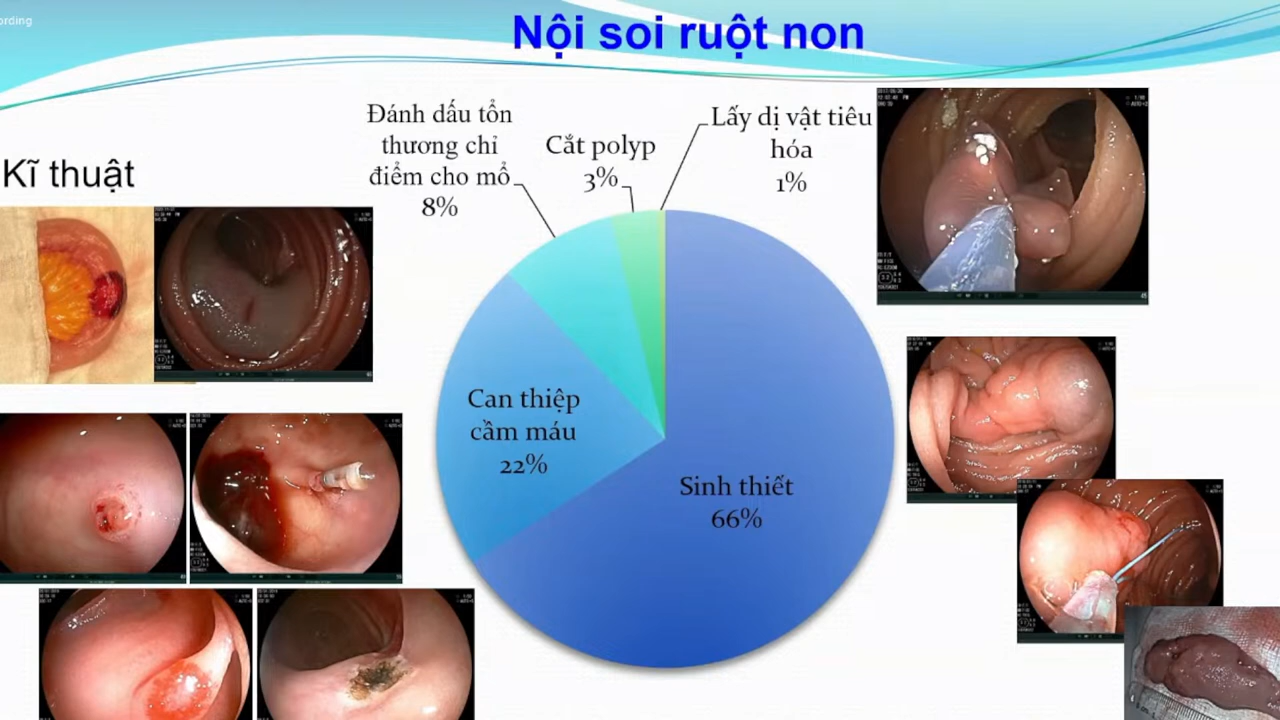 ording
Nội soi ruột non
Kĩ thuật
Đánh dấu tổn
thương chỉ
điểm cho mổ
8%
Cắt polyp
3%
Lấy dị vật tiêu
hóa
1%
Can thiệp
cầm máu
22%
Sinh thiết
66%